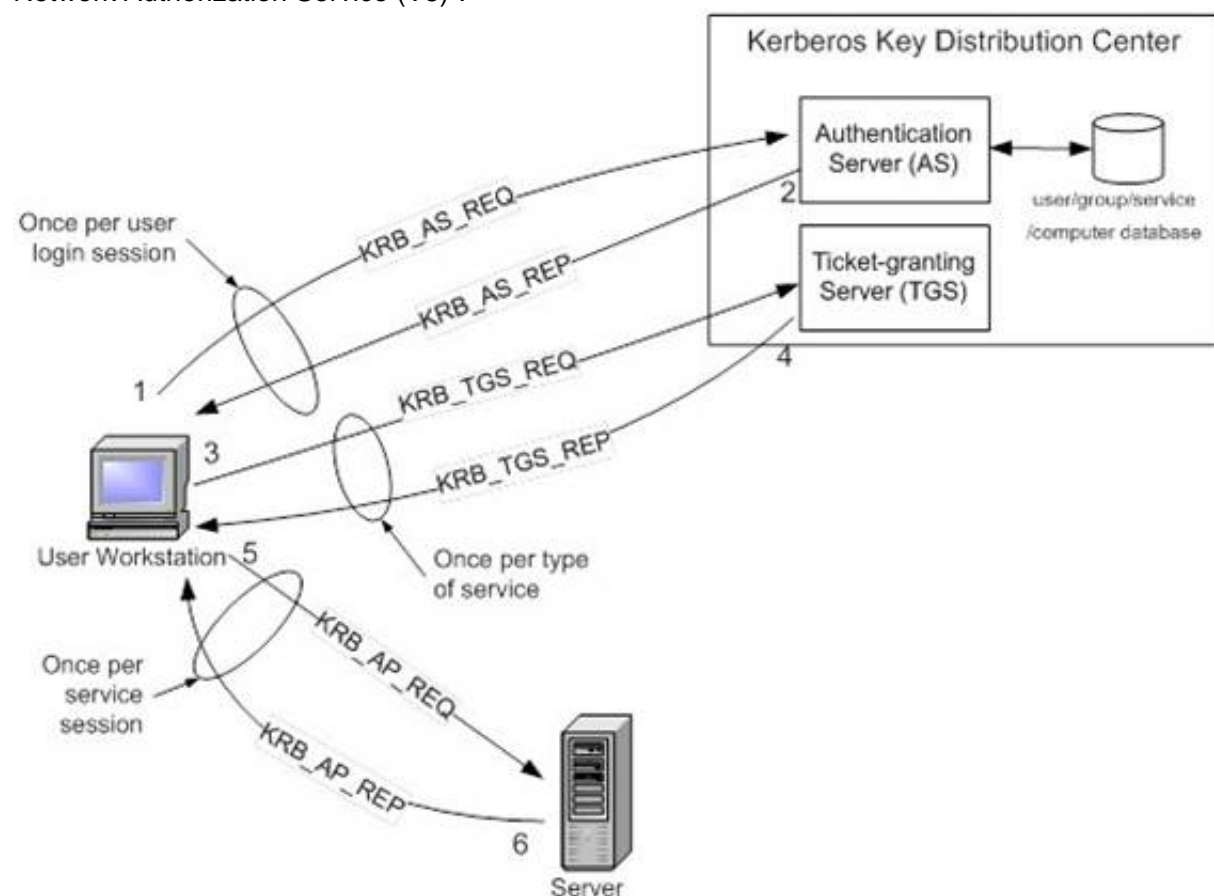 Network Authorization Service (V5) .
Kerberos Key Distribution Center
Authentication
Server (AS)
user/group/service
/computer database
Ticket-granting
Server (TGS)
Once per user
login session
KRB_AS_REQ
KRB_AS_REP
KRB_TGS_REQ
KRB_TGS_REP
1
2
3
4
User Workstation
5
Once per type
of service
Once per
service
session
KRB_AP_REQ
KRB_AP_REP
6
Server